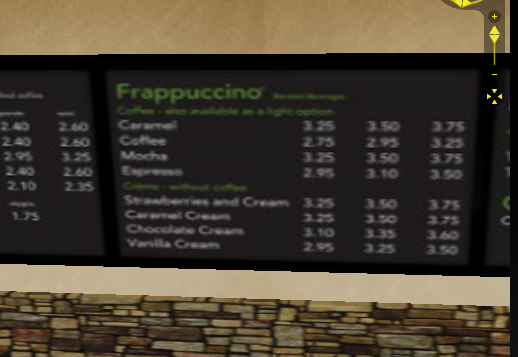 Frappuccino Blended Beverages
Coffee - also available as a light option
Caramel 3.25 3.50 3.75
Coffee 2.75 2.95 3.25
Mocha 3.25 3.50 3.75
Espresso 2.95 3.10 3.50
Crème - without coffee
Strawberries and Cream 3.25 3.50 3.75
Caramel Cream 3.25 3.50 3.75
Chocolate Cream 3.10 3.35 3.60
Vanilla Cream 2.95 3.25 3.50
coffee
2.40 2.60
2.40 2.60
2.95 3.25
2.40 2.60
2.10 2.35
1.75